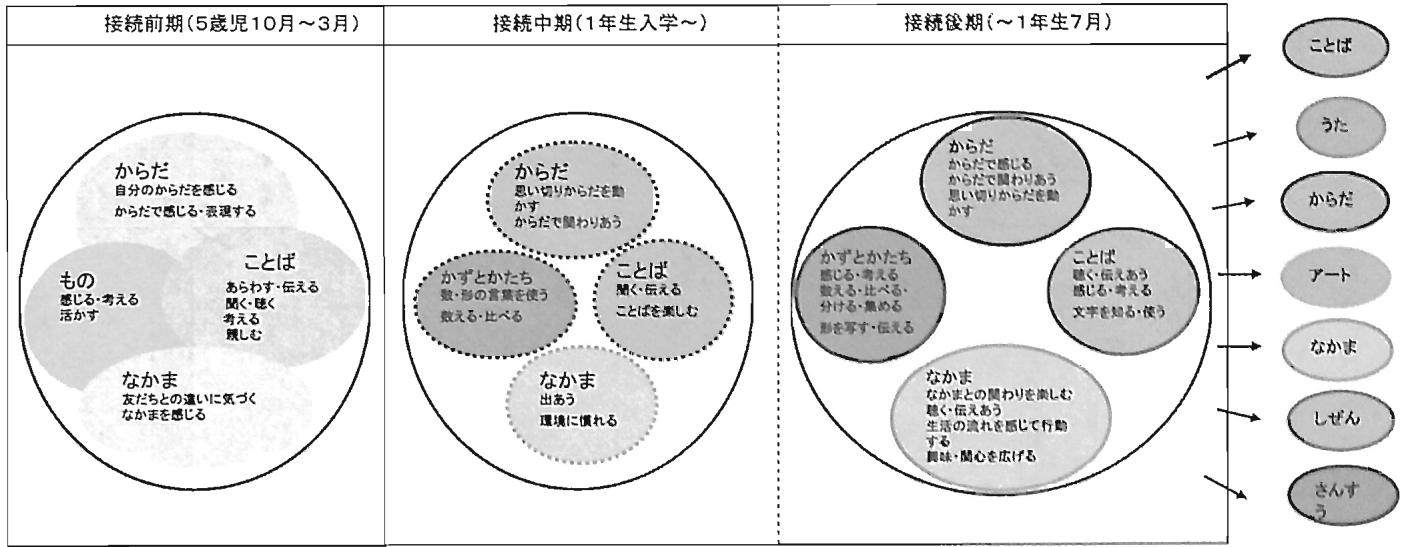 接続前期(5歳児10月～3月)
からだ
自分のからだを感じる
からだで感じる・表現する
もの
感じる・考える
活かす
ことば
あらわす・伝える
聞く・聴く
考える
親しむ
なかま
友だちとの違いに気づく
なかまを感じる
接続中期(1年生入学～)
からだ
思い切りからだを動
かす
からだで関わりあう
かずとかたち
数・形の言葉を使う
数える・比べる
ことば
聞く・伝える
ことばを楽しむ
なかま
出あう
環境に慣れる
接続後期(～1年生7月)
からだ
からだで感じる
からだで関わりあう
思い切りからだを動
かす
かずとかたち
感じる・考える
数える・比べる・
分ける・集める
形を写す・伝える
ことば
聴く・伝えあう
感じる・考える
文字を知る・使う
なかま
なかまとの関わりを楽しむ
聴く・伝えあう
生活の流れを感じて行動
する
興味・関心を広げる
ことば
うた
からだ
アート
なかま
しぜん
さんす
う